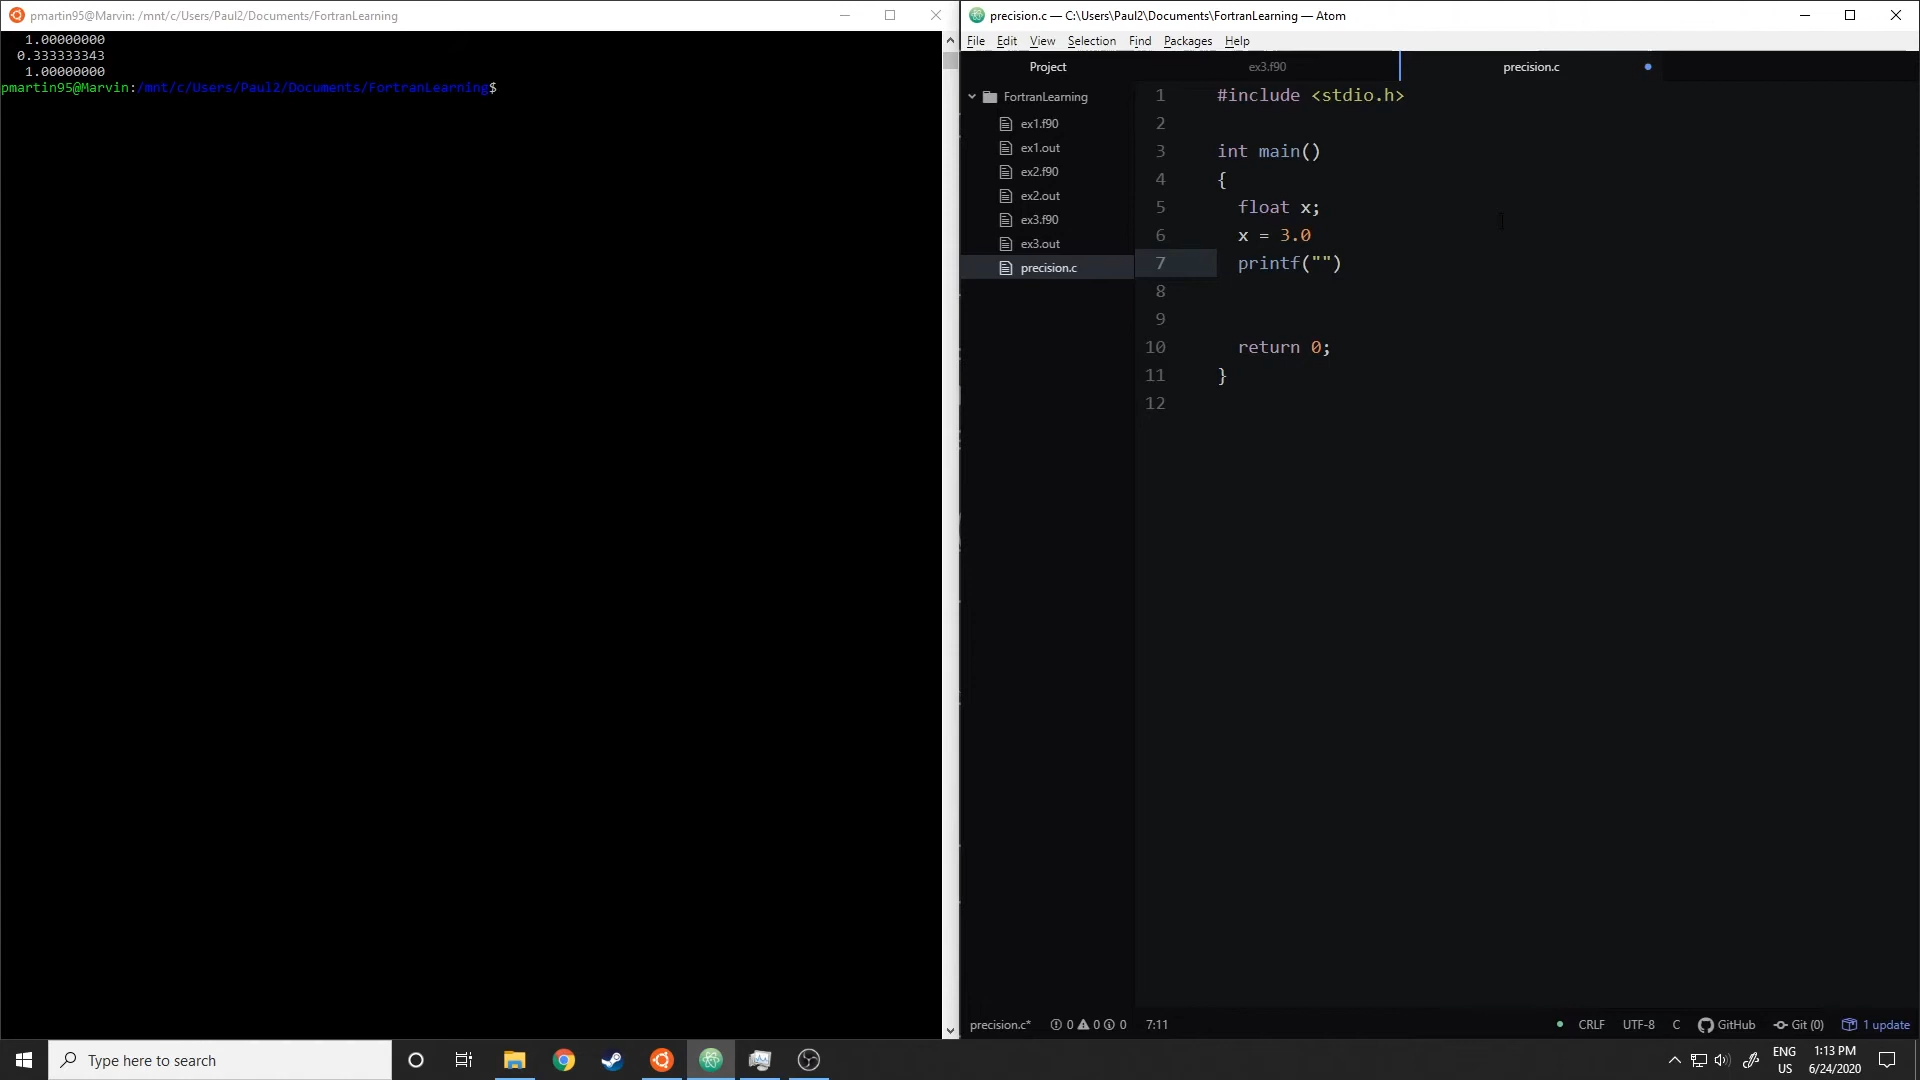 pmartin95@Marvin: /mnt/c/Users/Paul2/Documents/FortranLearning
1.00000000
0.333333343
1.00000000
pmartin95@Marvin:/mnt/c/Users/Paul2/Documents/FortranLearning$
precision.c — C:\Users\Paul2\Documents\FortranLearning — Atom
File Edit View Selection Find Packages Help
Project
ex3.f90
precision.c
FortranLearning
ex1.f90
ex1.out
ex2.f90
ex2.out
ex3.f90
ex3.out
precision.c
1 #include <stdio.h>
2
3 int main()
4 {
5 float x;
6 x = 3.0
7 printf("")
8
9
10 return 0;
11 }
12
precision.c* 0 0 0 7:11
CRLF UTF-8 C GitHub Git (0) 1 update
Type here to search
ENG
US
1:13 PM
6/24/2020